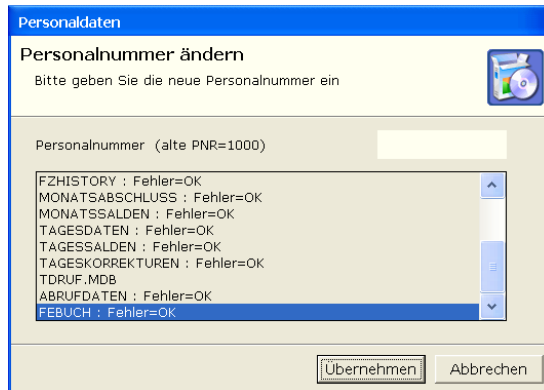 Personaldaten
Personalnummer ändern
Bitte geben Sie die neue Personalnummer ein
Personalnummer (alte PNR=1000)
FZHISTORY : Fehler=OK
MONATSABSCHLUSS : Fehler=OK
MONATSSALDEN : Fehler=OK
TAGESDATEN : Fehler=OK
TAGESSALDEN : Fehler=OK
TAGESKORREKTUREN : Fehler=OK
TDRUF.MDB
ABRUFDATEN : Fehler=OK
FEBUCH : Fehler=OK
Übernehmen Abbrechen